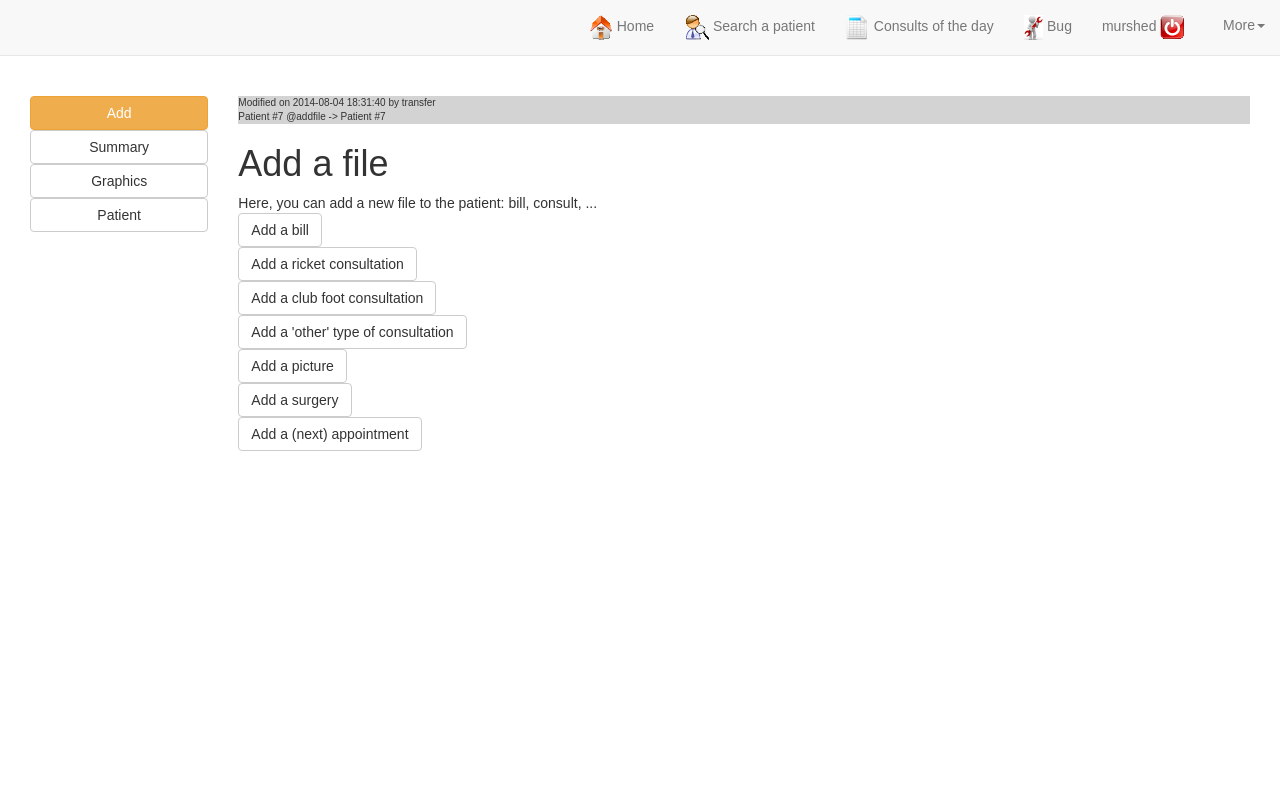 Home Search a patient Consults of the day Bug murshed More
Add
Summary
Graphics
Patient
Modified on 2014-08-04 18:31:40 by transfer
Patient #7 @addfile -> Patient #7
Add a file
Here, you can add a new file to the patient: bill, consult, ...
Add a bill
Add a ricket consultation
Add a club foot consultation
Add a 'other' type of consultation
Add a picture
Add a surgery
Add a (next) appointment